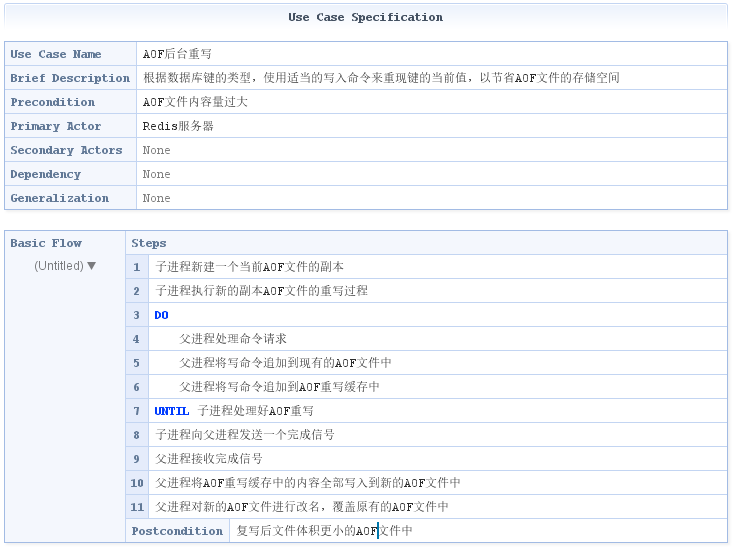 Use Case Specification
Use Case Name AOF后台重写
Brief Description 根据数据库键的类型，使用适当的写入命令来重现键的当前值，以节省AOF文件的存储空间
Precondition AOF文件内容量过大
Primary Actor Redis服务器
Secondary Actors None
Dependency None
Generalization None
Basic Flow Steps
(Untitled) ▼
1 子进程新建一个当前AOF文件的副本
2 子进程执行新的副本AOF文件的重写过程
3 DO
4 父进程处理命令请求
5 父进程将写命令追加到现有的AOF文件中
6 父进程将写命令追加到AOF重写缓存中
7 UNTIL 子进程处理好AOF重写
8 子进程向父进程发送一个完成信号
9 父进程接收完成信号
10 父进程将AOF重写缓存中的内容全部写入到新的AOF文件中
11 父进程对新的AOF文件进行改名，覆盖原有的AOF文件中
Postcondition 复写后文件体积更小的AOF文件中